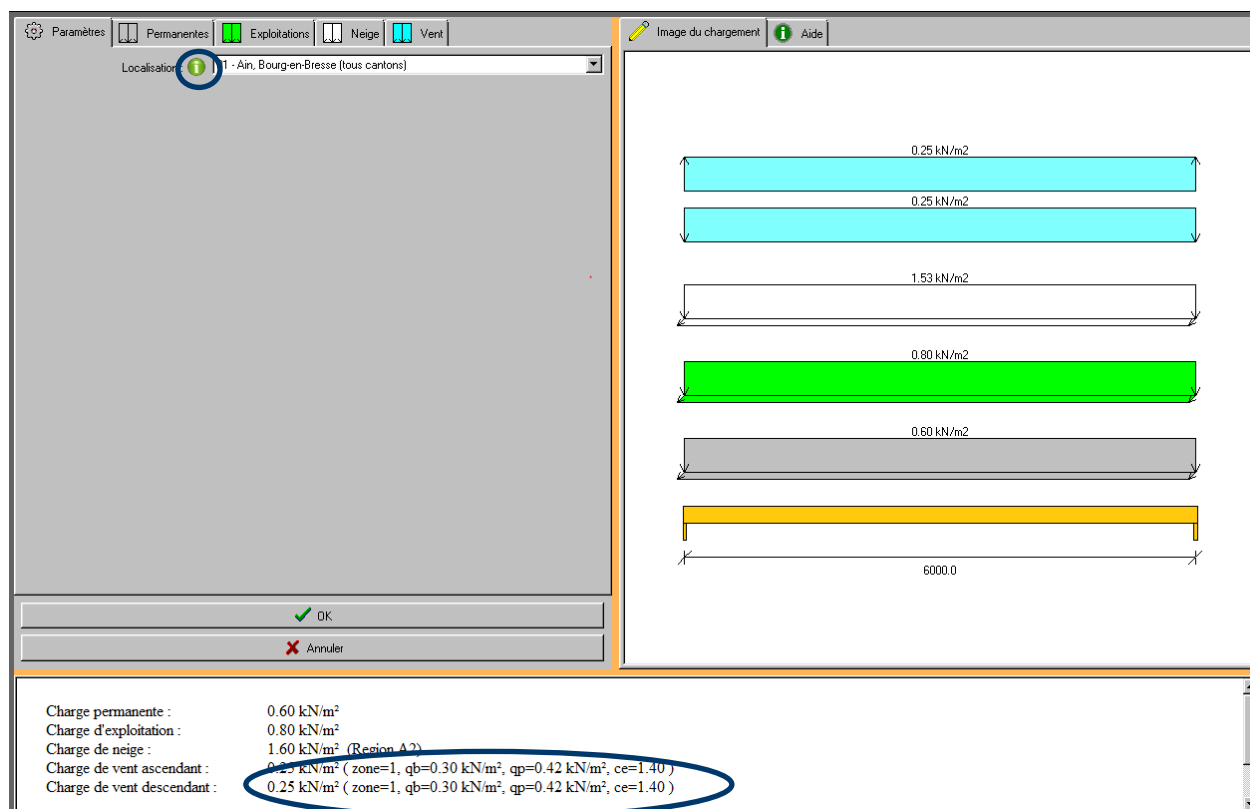 Paramètres Permanentes Exploitations Neige Vent
Localisation : 1 - Ain, Bourg-en-Bresse (tous cantons)
OK
Annuler
Image du chargement Aide
0.25 kN/m2
0.25 kN/m2
1.53 kN/m2
0.80 kN/m2
0.60 kN/m2
6000.0
Charge permanente : 0.60 kN/m²
Charge d'exploitation : 0.80 kN/m²
Charge de neige : 1.60 kN/m² (Region A2)
Charge de vent ascendant : 0.25 kN/m² ( zone=1, qb=0.30 kN/m², qp=0.42 kN/m², ce=1.40 )
Charge de vent descendant : 0.25 kN/m² ( zone=1, qb=0.30 kN/m², qp=0.42 kN/m², ce=1.40 )